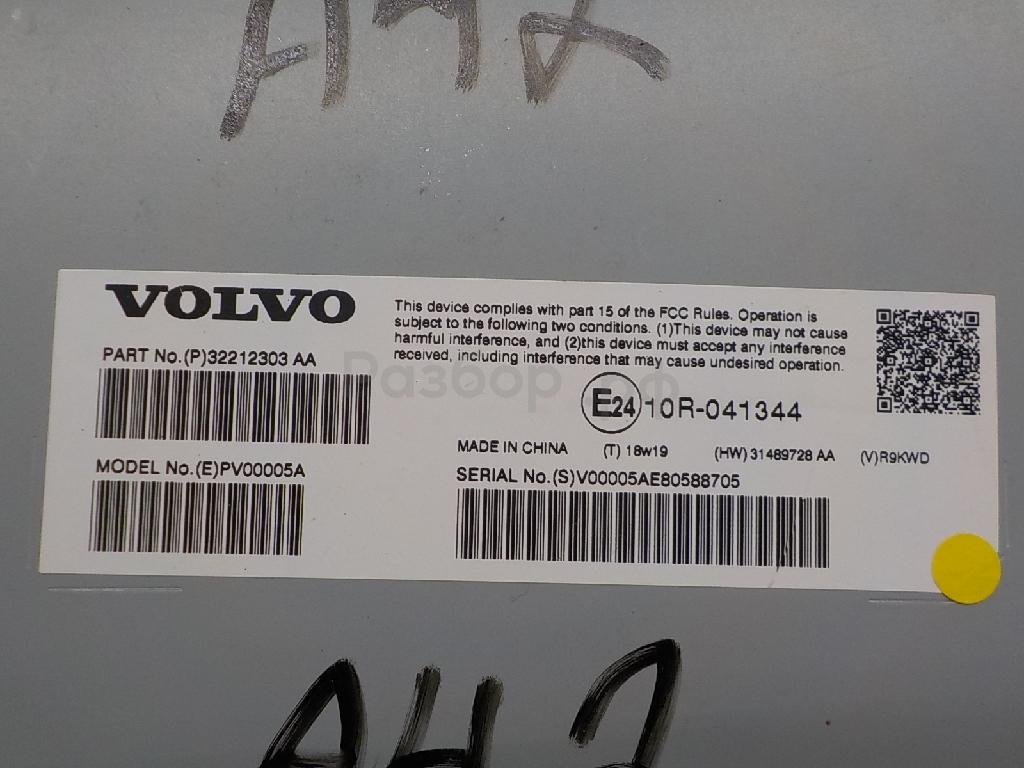 VOLVO
PART No.(P)32212303 AA
MODEL No.(E)PV00005A
This device complies with part 15 of the FCC Rules. Operation is
subject to the following two conditions. (1)This device may not cause
harmful interference, and (2)this device must accept any interference
received, including interference that may cause undesired operation.
E24 10R-041344
MADE IN CHINA (T) 18w19 (HW) 31489728 AA (V)R9KWD
SERIAL No.(S)V00005AE80588705
Разбор.рф